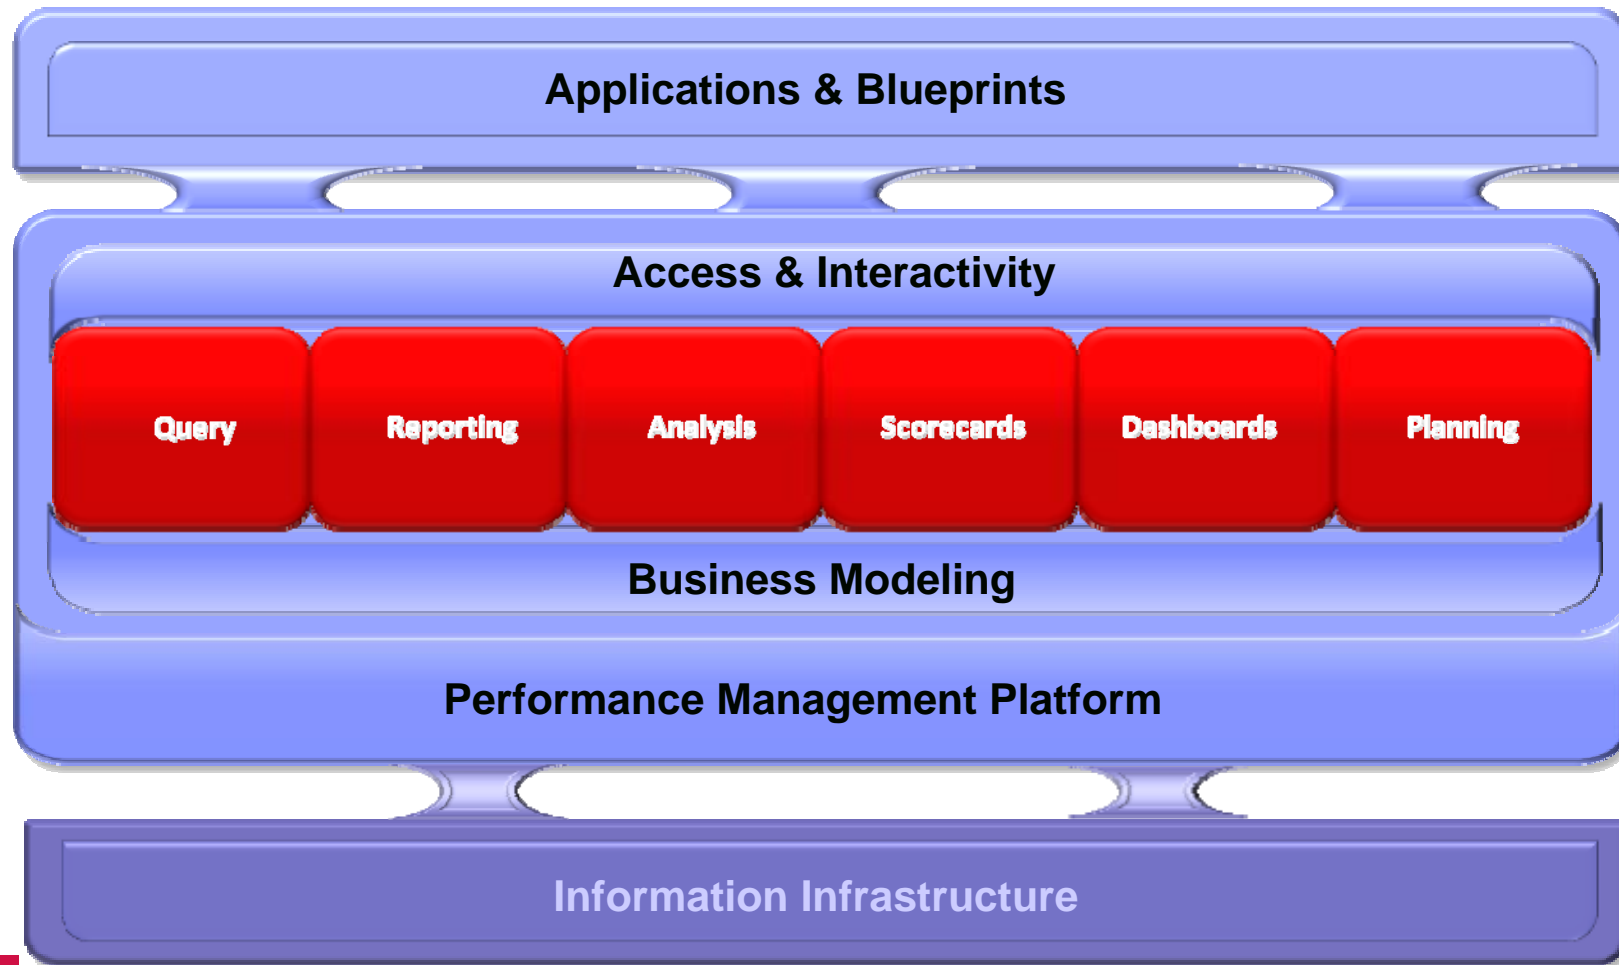 Applications & Blueprints
Access & Interactivity
Query Reporting Analysis Scorecards Dashboards Planning
Business Modeling
Performance Management Platform
Information Infrastructure